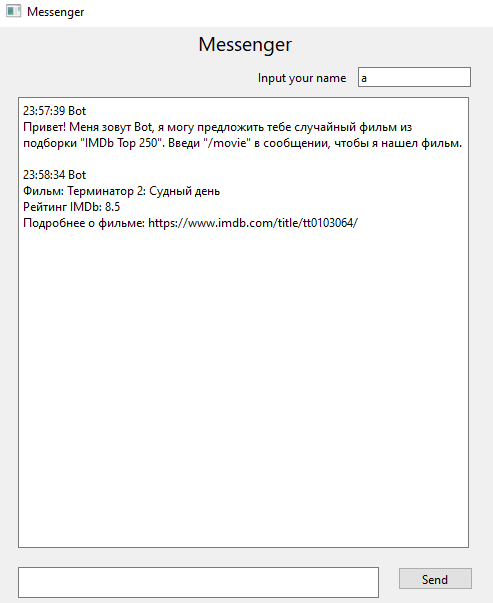 Messenger
Messenger
Input your name
a
23:57:39 Bot
Привет! Меня зовут Bot, я могу предложить тебе случайный фильм из
подборки "IMDb Top 250". Введи "/movie" в сообщении, чтобы я нашел фильм.
23:58:34 Bot
Фильм: Терминатор 2: Судный день
Рейтинг IMDb: 8.5
Подробнее о фильме: https://www.imdb.com/title/tt0103064/
Send